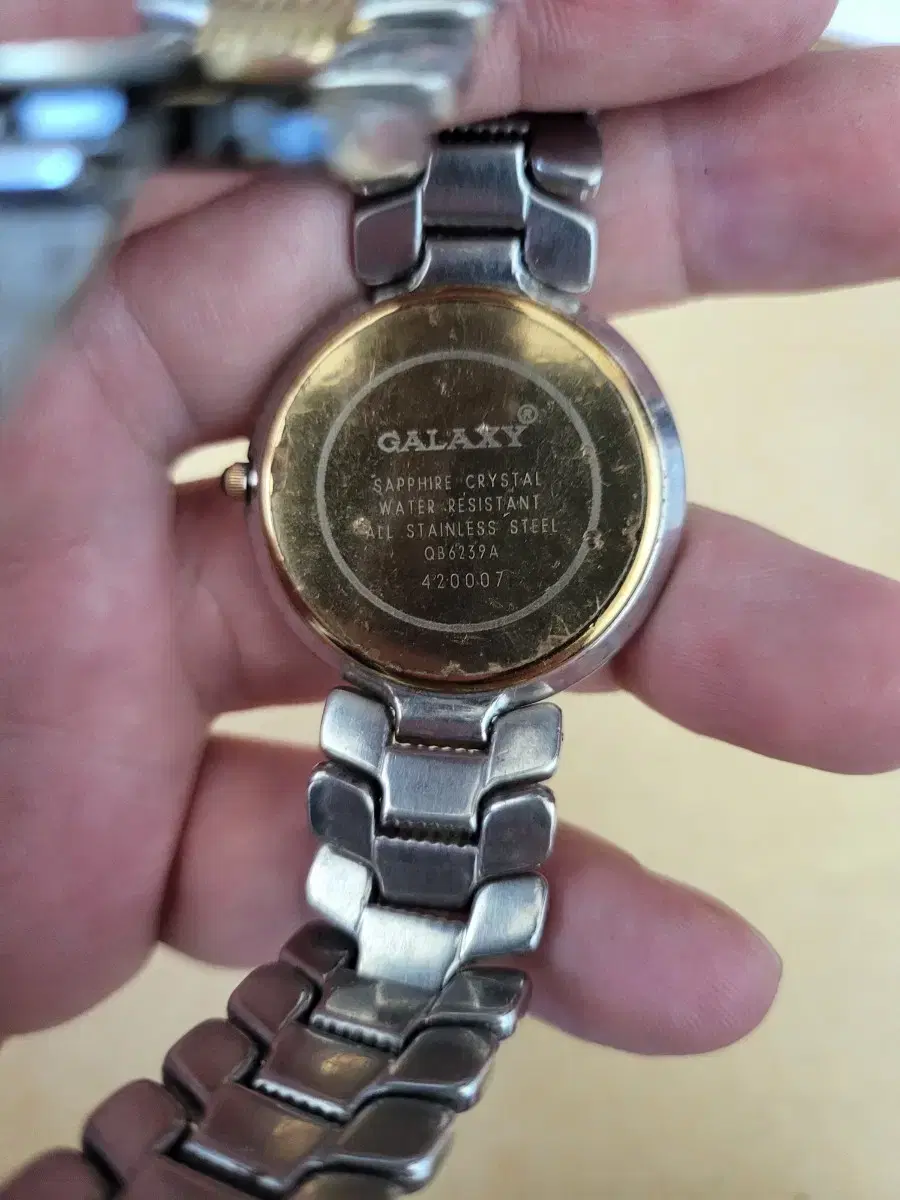 GALAXY®
SAPPHIRE CRYSTAL
WATER RESISTANT
ALL STAINLESS STEEL
QB6239A
420007